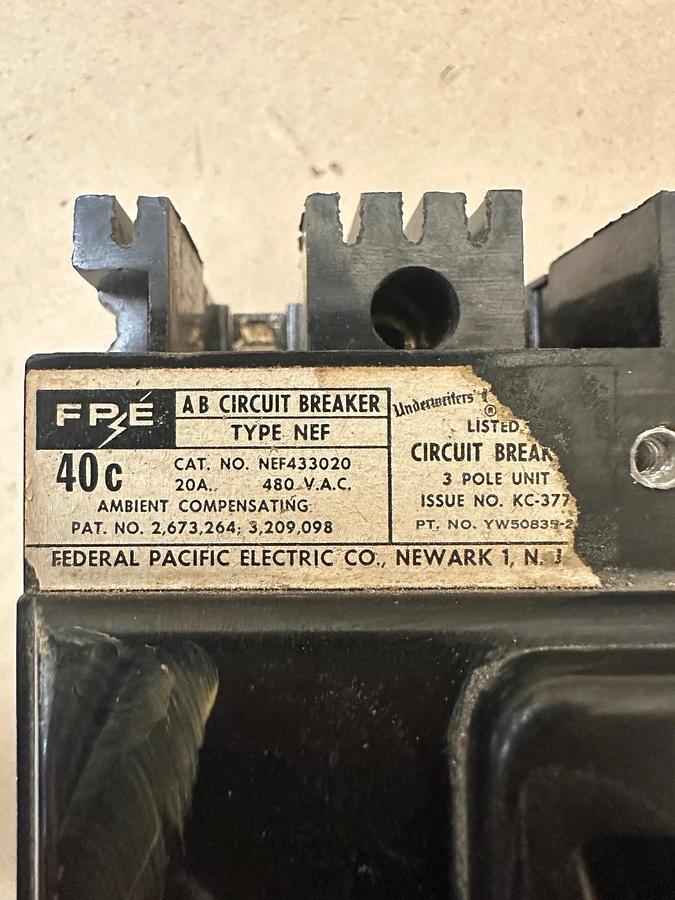 FPE
AB CIRCUIT BREAKER
TYPE NEF
40c
CAT. NO. NEF433020
20A. 480 V.A.C.
AMBIENT COMPENSATING
PAT. NO. 2,673,264; 3,209,098
Underwriters'
®
LISTED
CIRCUIT BREAK
3 POLE UNIT
ISSUE NO. KC-377
PT. NO. YW50835-2
FEDERAL PACIFIC ELECTRIC CO., NEWARK 1, N. J